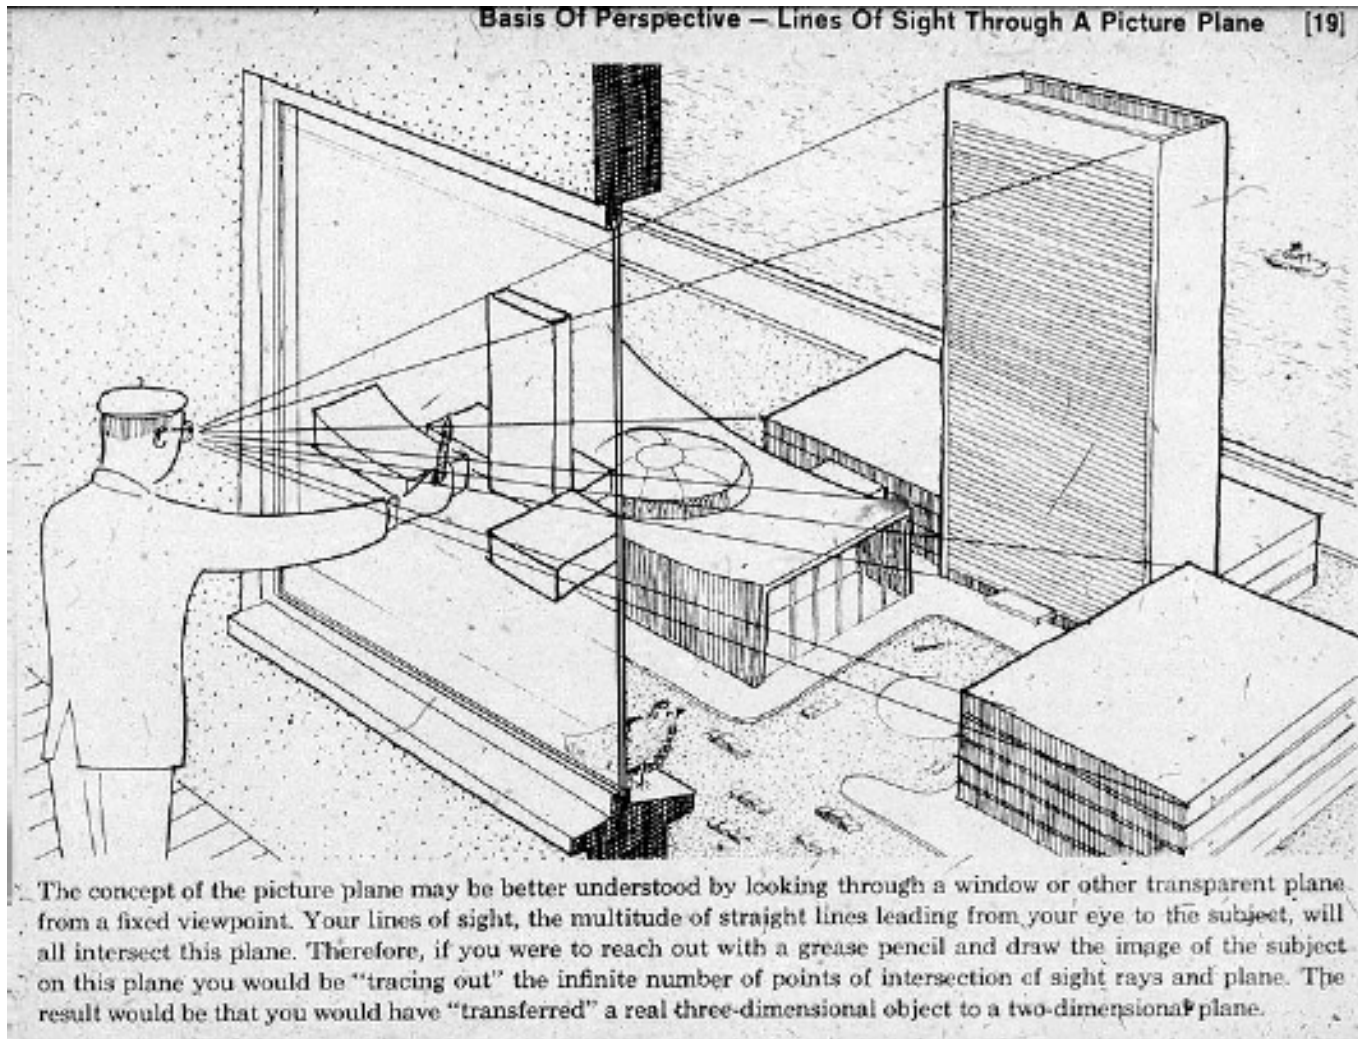 Basis Of Perspective — Lines Of Sight Through A Picture Plane [19]
The concept of the picture plane may be better understood by looking through a window or other transparent plane
from a fixed viewpoint. Your lines of sight, the multitude of straight lines leading from your eye to the subject, will
all intersect this plane. Therefore, if you were to reach out with a grease pencil and draw the image of the subject
on this plane you would be "tracing out" the infinite number of points of intersection of sight rays and plane. The
result would be that you would have "transferred" a real three-dimensional object to a two-dimensional plane.